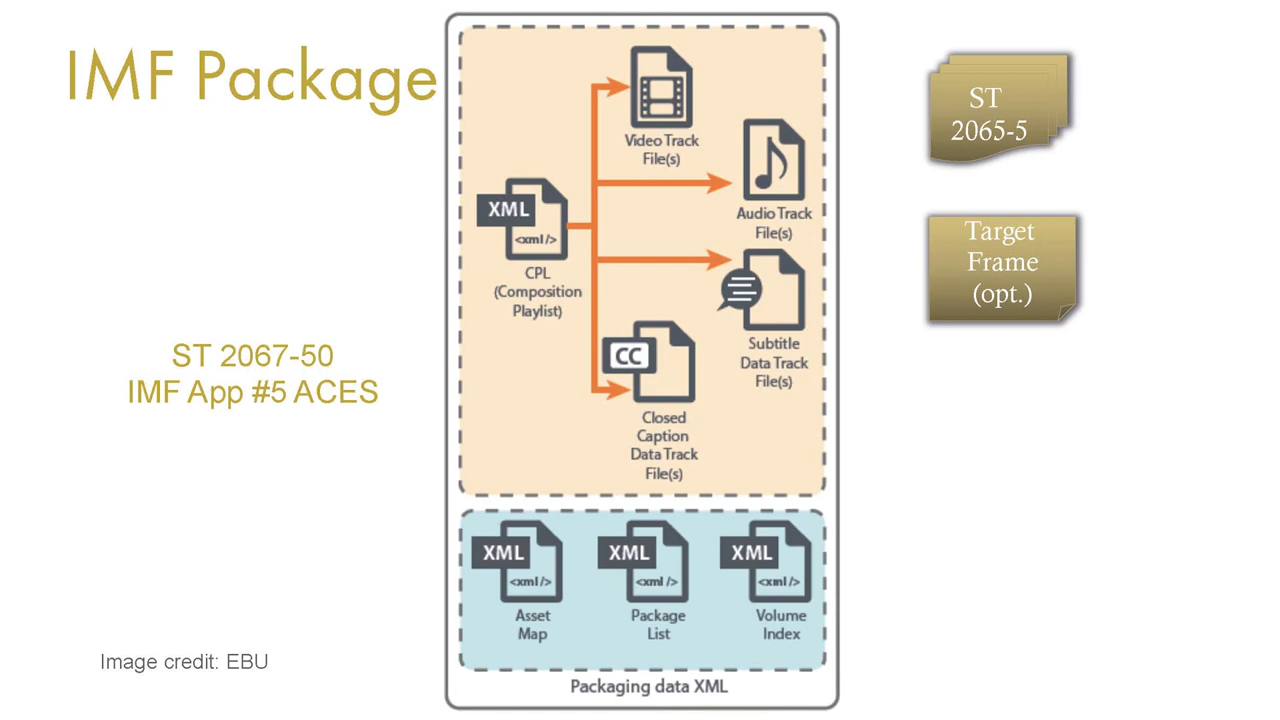 IMF Package
ST 2067-50
IMF App #5 ACES
Image credit: EBU
Video Track
File(s)
Audio Track
File(s)
XML
<xml/>
CPL
(Composition
Playlist)
Subtitle
Data Track
File(s)
CC
Closed
Caption
Data Track
File(s)
XML
<xml/>
Asset
Map
XML
<xml/>
Package
List
XML
<xml/>
Volume
Index
Packaging data XML
ST
2065-5
Target
Frame
(opt.)